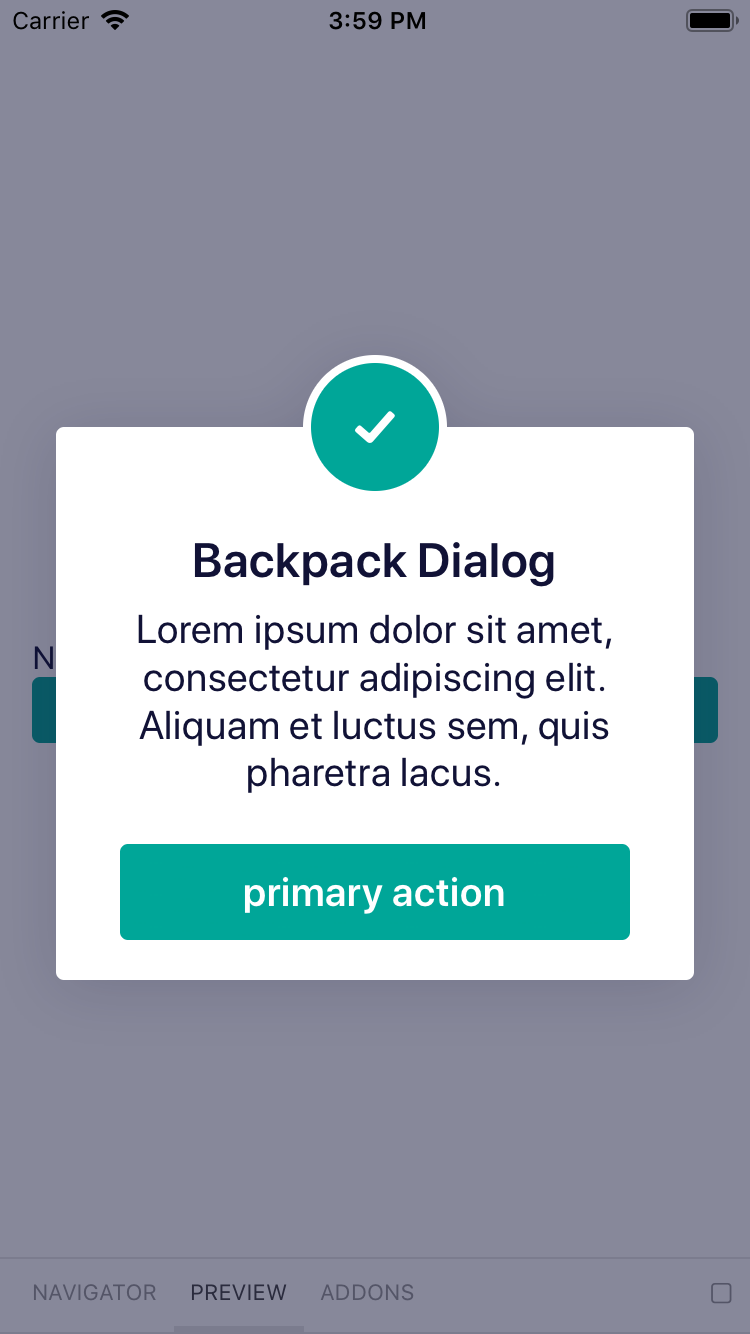 Carrier 3:59 PM
Backpack Dialog
Lorem ipsum dolor sit amet,
consectetur adipiscing elit.
Aliquam et luctus sem, quis
pharetra lacus.
primary action
NAVIGATOR PREVIEW ADDONS